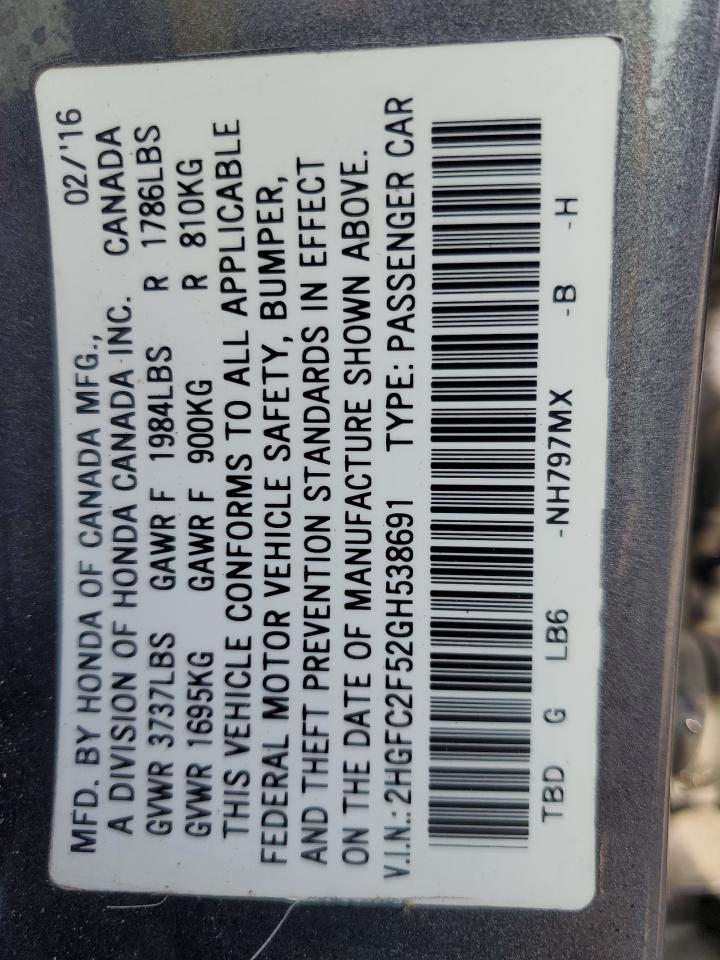 MFD. BY HONDA OF CANADA MFG., 02/'16
A DIVISION OF HONDA CANADA INC. CANADA
GVWR 3737LBS GAWR F 1984LBS R 1786LBS
GVWR 1695KG GAWR F 900KG R 810KG
THIS VEHICLE CONFORMS TO ALL APPLICABLE
FEDERAL MOTOR VEHICLE SAFETY, BUMPER,
AND THEFT PREVENTION STANDARDS IN EFFECT
ON THE DATE OF MANUFACTURE SHOWN ABOVE.
V.I.N.: 2HGFC2F52GH538691 TYPE: PASSENGER CAR
TBD G LB6 -NH797MX -B -H